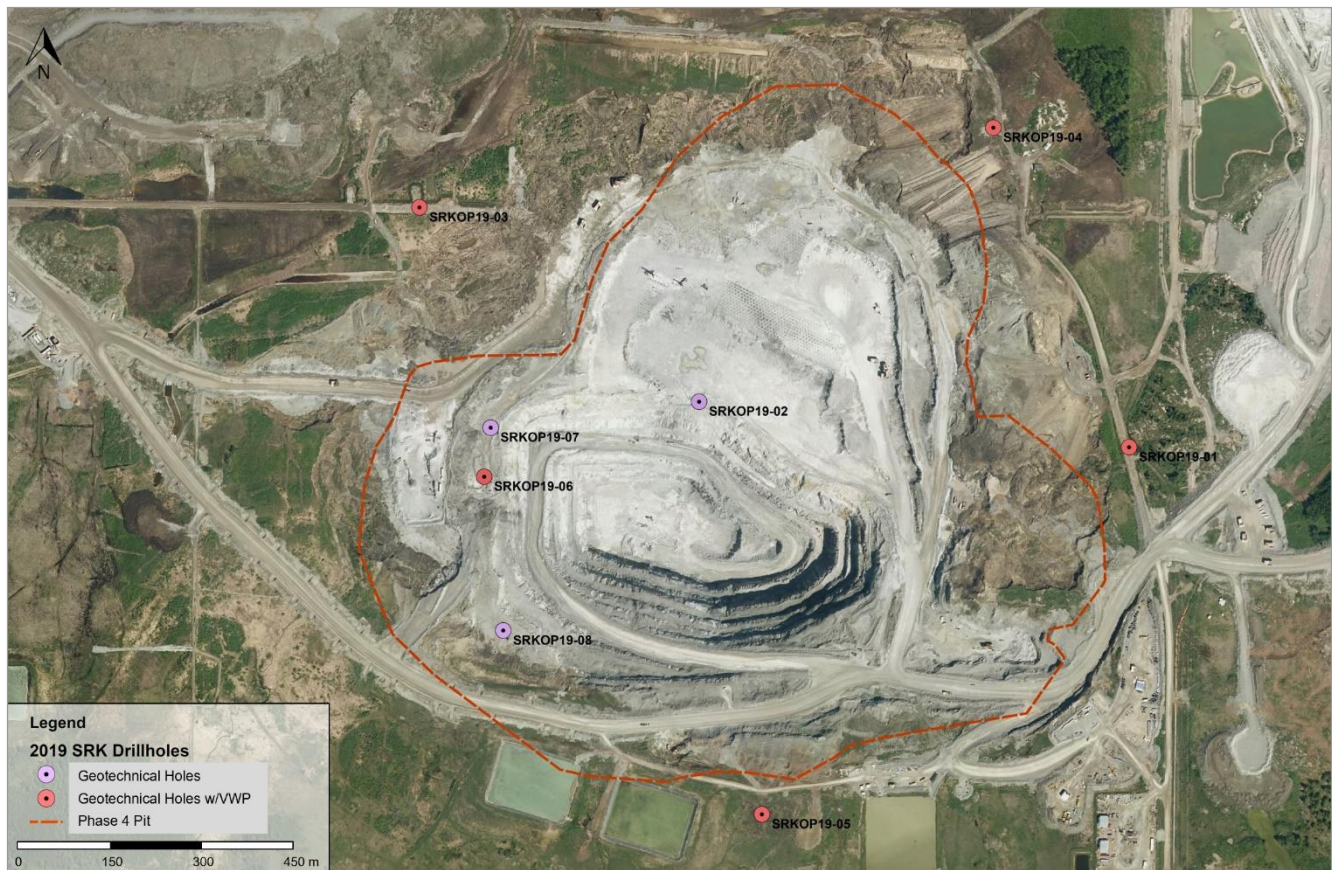 N
SRKOP19-04
SRKOP19-03
SRKOP19-02
SRKOP19-07
SRKOP19-01
SRKOP19-06
SRKOP19-08
SRKOP19-05
Legend
2019 SRK Drillholes
Geotechnical Holes
Geotechnical Holes w/VWP
Phase 4 Pit
0 150 300 450 m